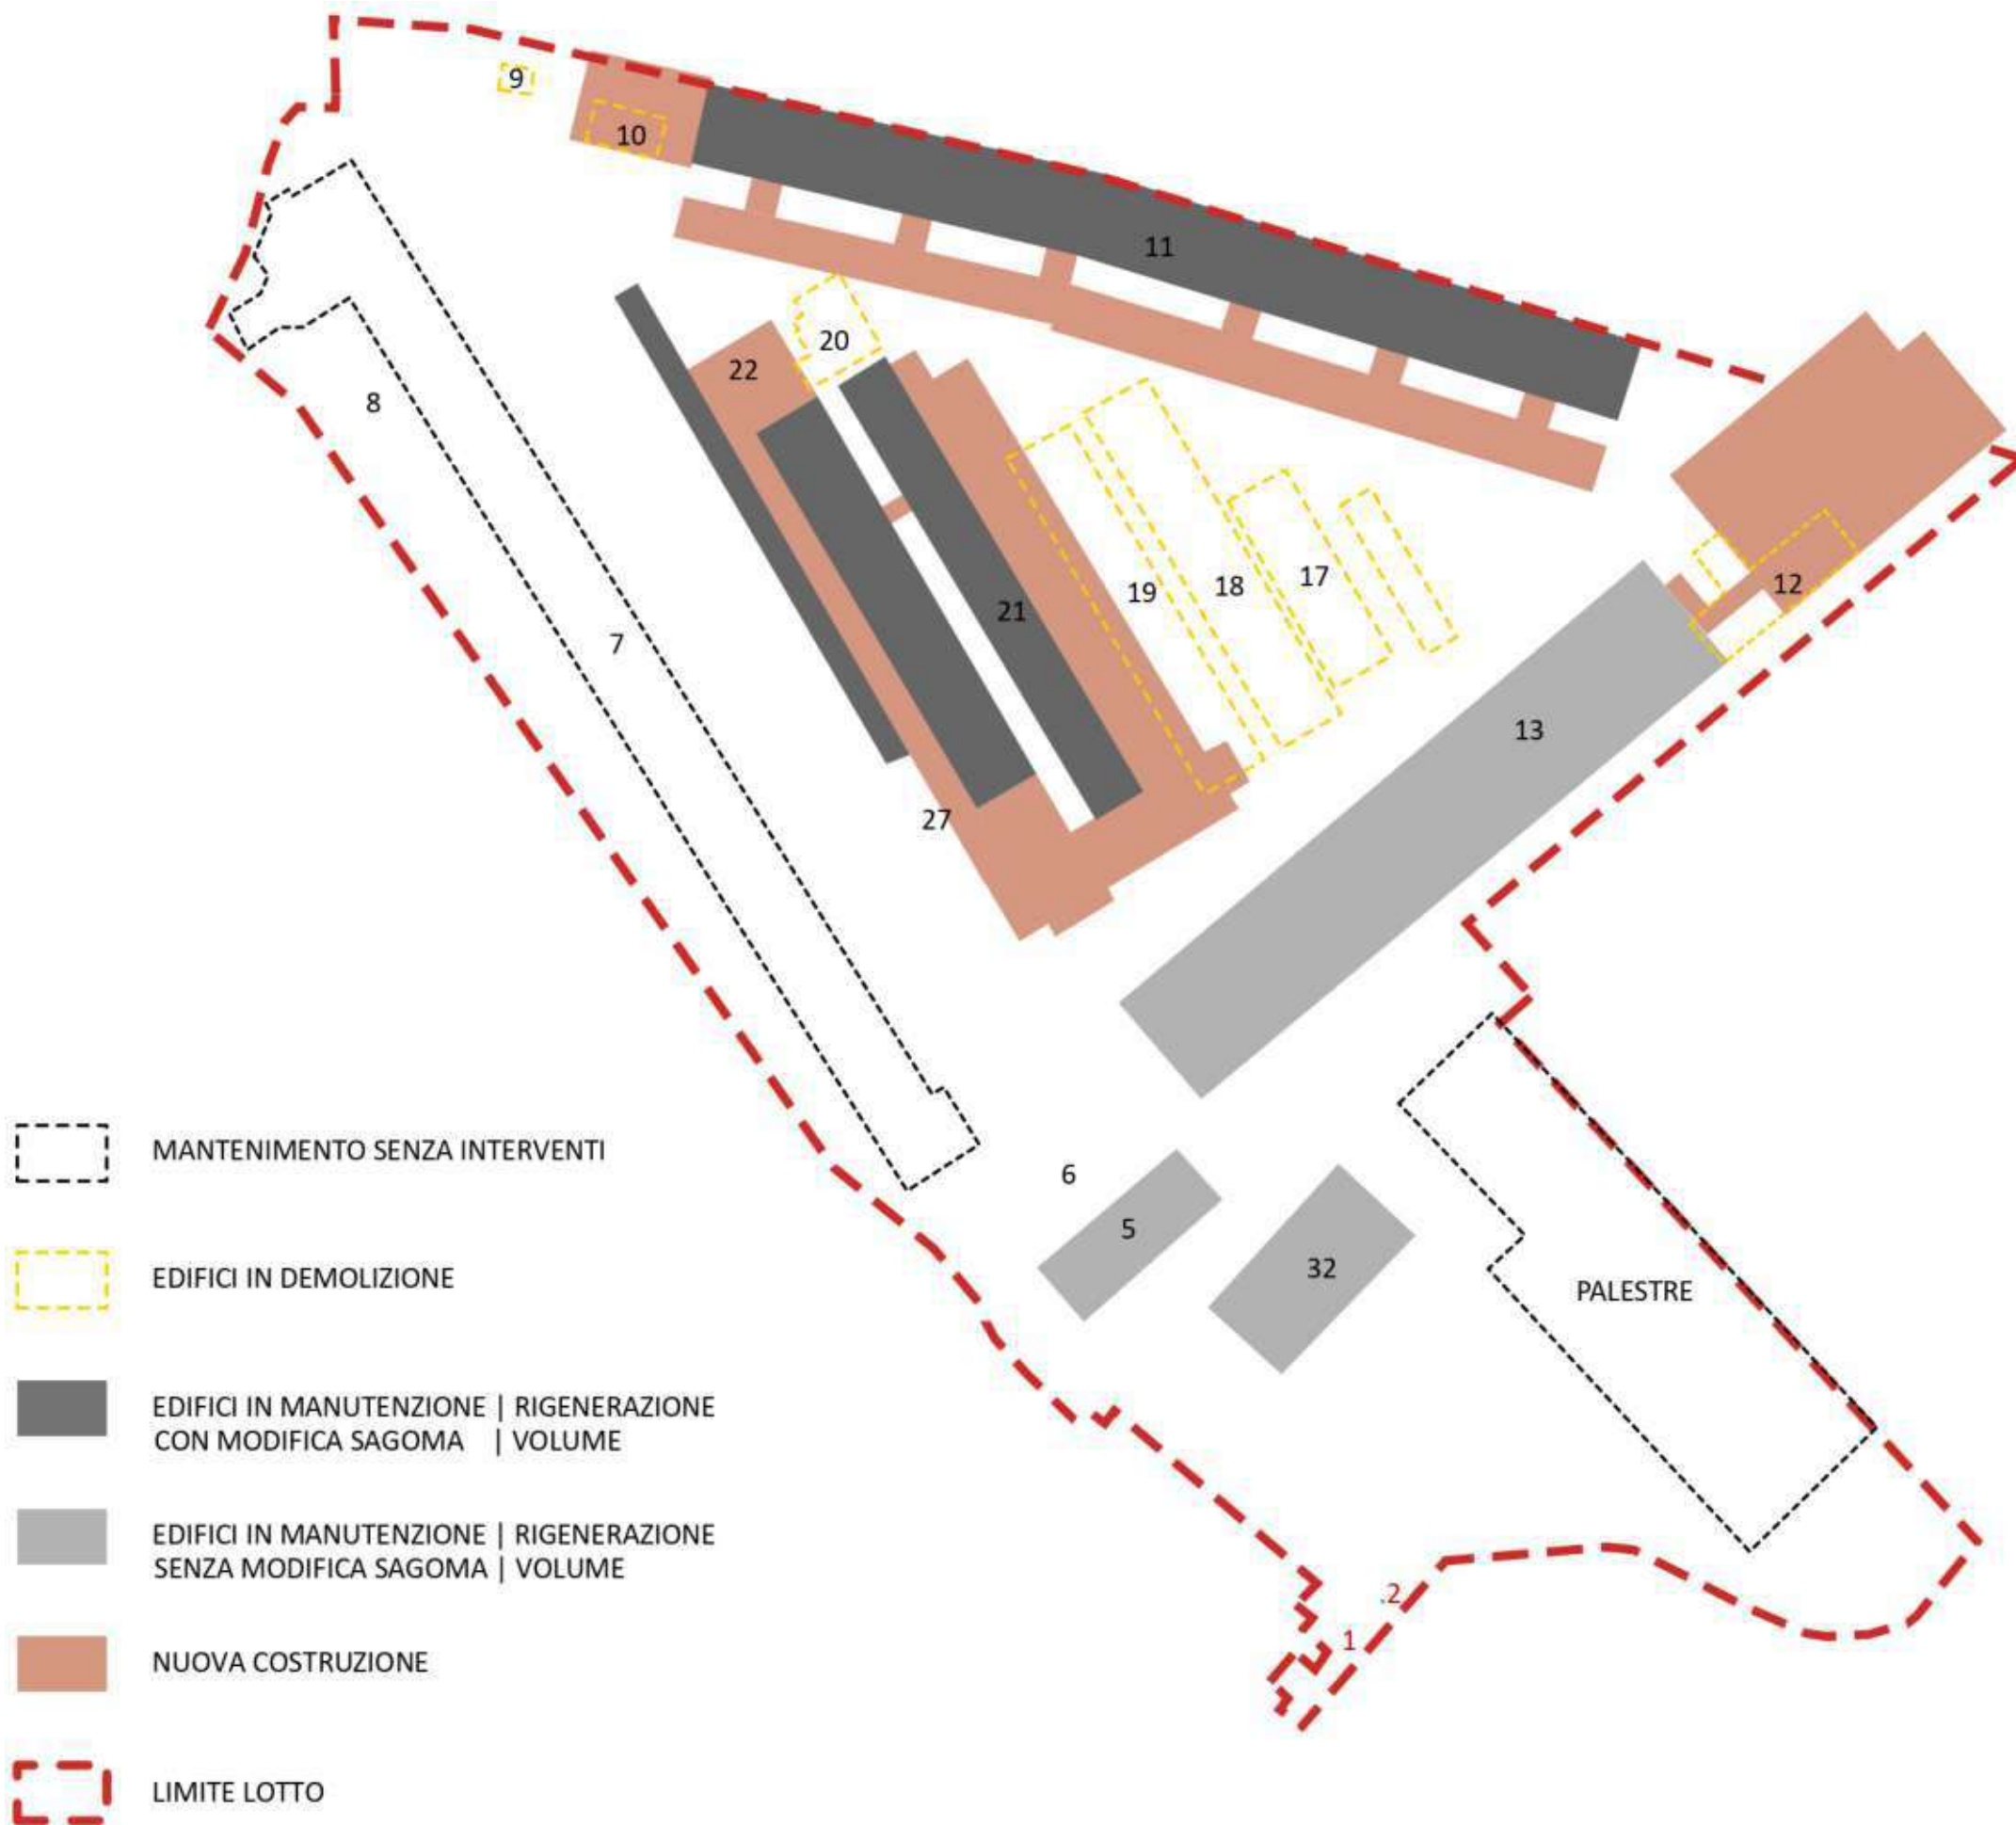 9
10
11
20
22
8
19
18
17
12
21
7
13
27
6
5
32
PALESTRE
.2
1
MANTENIMENTO SENZA INTERVENTI
EDIFICI IN DEMOLIZIONE
EDIFICI IN MANUTENZIONE | RIGENERAZIONE
CON MODIFICA SAGOMA | VOLUME
EDIFICI IN MANUTENZIONE | RIGENERAZIONE
SENZA MODIFICA SAGOMA | VOLUME
NUOVA COSTRUZIONE
LIMITE LOTTO